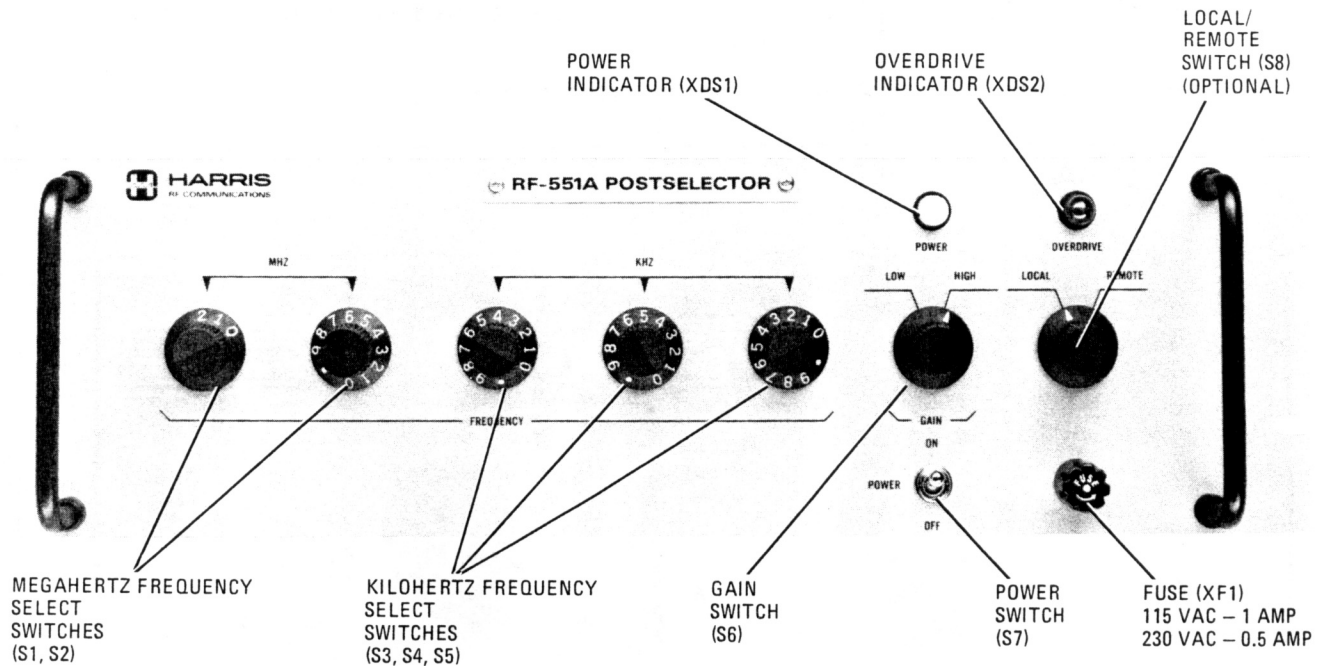 LOCAL/
REMOTE
SWITCH (S8)
(OPTIONAL)
POWER
INDICATOR (XDS1)
OVERDRIVE
INDICATOR (XDS2)
HARRIS
RF COMMUNICATIONS
RF-551A POSTSELECTOR
POWER
OVERDRIVE
MHZ
KHZ
LOW
HIGH
LOCAL
REMOTE
2 1 0
9 8 7 6 5 4 3 2 1 0
9 8 7 6 5 4 3 2 1 0
9 8 7 6 5 4 3 2 1 0
9 8 7 6 5 4 3 2 1 0
FREQUENCY
GAIN
ON
POWER
OFF
FUSE
MEGAHERTZ FREQUENCY
SELECT
SWITCHES
(S1, S2)
KILOHERTZ FREQUENCY
SELECT
SWITCHES
(S3, S4, S5)
GAIN
SWITCH
(S6)
POWER
SWITCH
(S7)
FUSE (XF1)
115 VAC – 1 AMP
230 VAC – 0.5 AMP